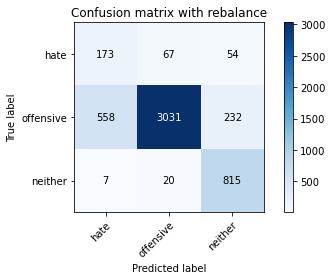 Confusion matrix with rebalance
True label
hate
offensive
neither
173 67 54
558 3031 232
7 20 815
hate
offensive
neither
Predicted label
3000
2500
2000
1500
1000
500